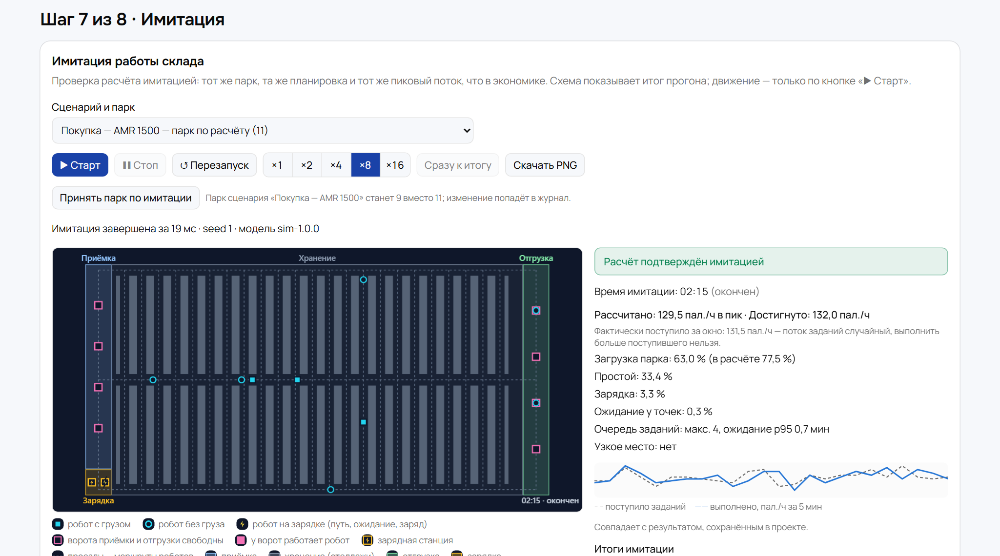 Шаг 7 из 8 · Имитация
Имитация работы склада
Проверка расчёта имитацией: тот же парк, та же планировка и тот же пиковый поток, что в экономике. Схема показывает итог прогона; движение — только по кнопке «▶ Старт».
Сценарий и парк
Покупка — AMR 1500 — парк по расчёту (11)
▶ Старт
Стоп
↺ Перезапуск
×1
×2
×4
×8
×16
Сразу к итогу
Скачать PNG
Принять парк по имитации
Парк сценария «Покупка — AMR 1500» станет 9 вместо 11; изменение попадёт в журнал.
Имитация завершена за 19 мс · seed 1 · модель sim-1.0.0
Приёмка
Хранение
Отгрузка
Зарядка
02:15 · окончен
робот с грузом
робот без груза
робот на зарядке (путь, ожидание, заряд)
ворота приёмки и отгрузки свободны
у ворот работает робот
зарядная станция
Расчёт подтверждён имитацией
Время имитации: 02:15 (окончен)
Рассчитано: 129,5 пал./ч в пик · Достигнуто: 132,0 пал./ч
Фактически поступило за окно: 131,5 пал./ч — поток заданий случайный, выполнить
больше поступившего нельзя.
Загрузка парка: 63,0 % (в расчёте 77,5 %)
Простой: 33,4 %
Зарядка: 3,3 %
Ожидание у точек: 0,3 %
Очередь заданий: макс. 4, ожидание p95 0,7 мин
Узкое место: нет
- - поступило заданий
—— выполнено, пал./ч за 5 мин
Совпадает с результатом, сохранённым в проекте.
Итоги имитации